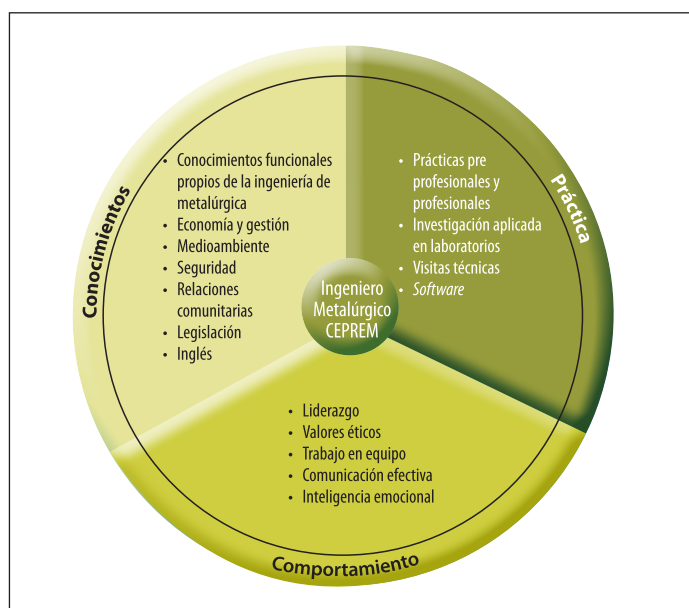 Conocimientos
• Conocimientos funcionales
propios de la ingeniería de
metalúrgica
• Economía y gestión
• Medioambiente
• Seguridad
• Relaciones
comunitarias
• Legislación
• Inglés
Práctica
• Prácticas pre
profesionales y
profesionales
• Investigación aplicada
en laboratorios
• Visitas técnicas
• Software
Ingeniero
Metalúrgico
CEPREM
• Liderazgo
• Valores éticos
• Trabajo en equipo
• Comunicación efectiva
• Inteligencia emocional
Comportamiento